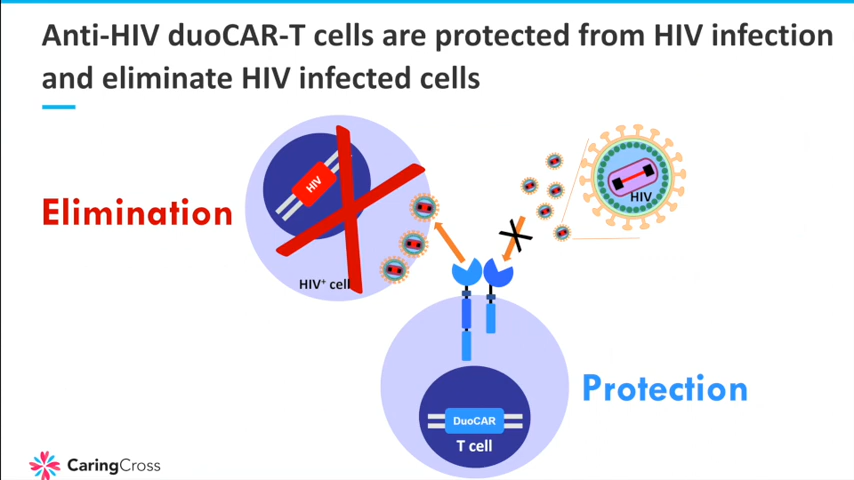 Anti-HIV duoCAR-T cells are protected from HIV infection
and eliminate HIV infected cells
HIV
HIV
Elimination
HIV⁺ cell
Protection
DuoCAR
T cell
CaringCross